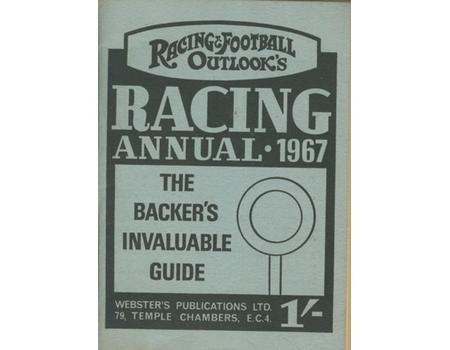 RACING & FOOTBALL
OUTLOOK'S
RACING
ANNUAL • 1967
THE
BACKER'S
INVALUABLE
GUIDE
WEBSTER'S PUBLICATIONS LTD.
79, TEMPLE CHAMBERS, E.C.4.
1/-